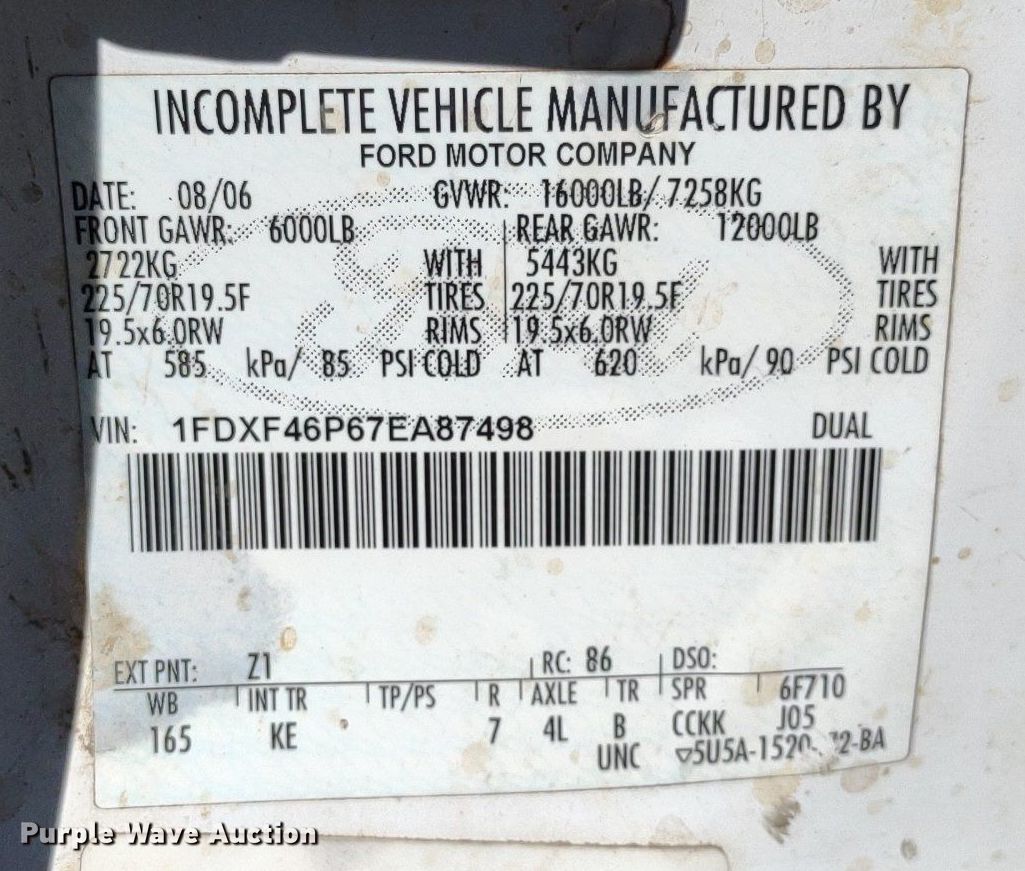 INCOMPLETE VEHICLE MANUFACTURED BY
FORD MOTOR COMPANY
DATE: 08/06 GVWR: 16000LB/ 7258KG
FRONT GAWR: 6000LB REAR GAWR: 12000LB
2722KG WITH 5443KG WITH
225/70R19.5F TIRES 225/70R19.5F TIRES
19.5x6.0RW RIMS 19.5x6.0RW RIMS
AT 585 kPa/ 85 PSI COLD AT 620 kPa/ 90 PSI COLD
VIN: 1FDXF46P67EA87498 DUAL
EXT PNT: Z1 RC: 86 DSO:
WB INT TR TP/PS R AXLE TR SPR 6F710
165 KE 7 4L B CCKK J05
UNC
Purple Wave Auction